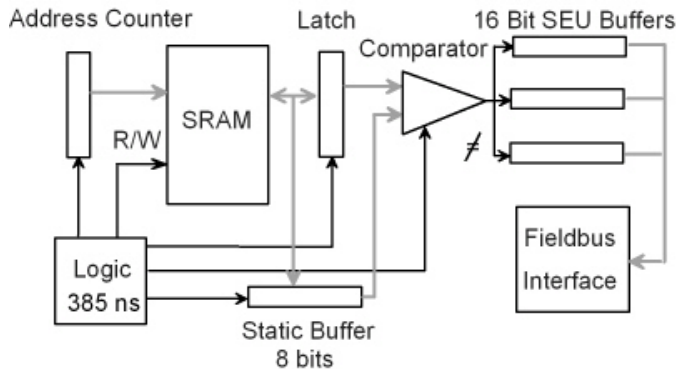 Address Counter
Latch
16 Bit SEU Buffers
Comparator
SRAM
R/W
≠
Logic
385 ns
Fieldbus
Interface
Static Buffer
8 bits